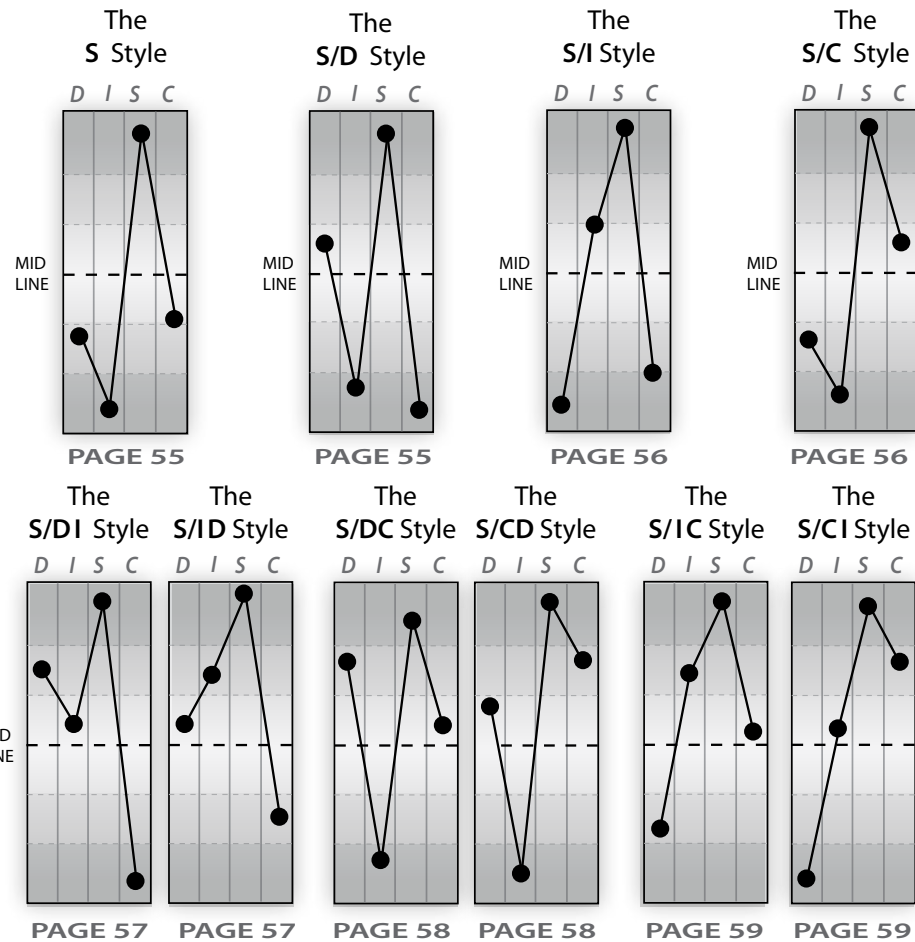 The
S Style
D I S C
MID
LINE
PAGE 55
The
S/D Style
D I S C
MID
LINE
PAGE 55
The
S/I Style
D I S C
MID
LINE
PAGE 56
The
S/C Style
D I S C
MID
LINE
PAGE 56
The
S/DI Style
D I S C
D
NE
PAGE 57
The
S/ID Style
D I S C
PAGE 57
The
S/DC Style
D I S C
PAGE 58
The
S/CD Style
D I S C
PAGE 58
The
S/IC Style
D I S C
PAGE 59
The
S/CI Style
D I S C
PAGE 59